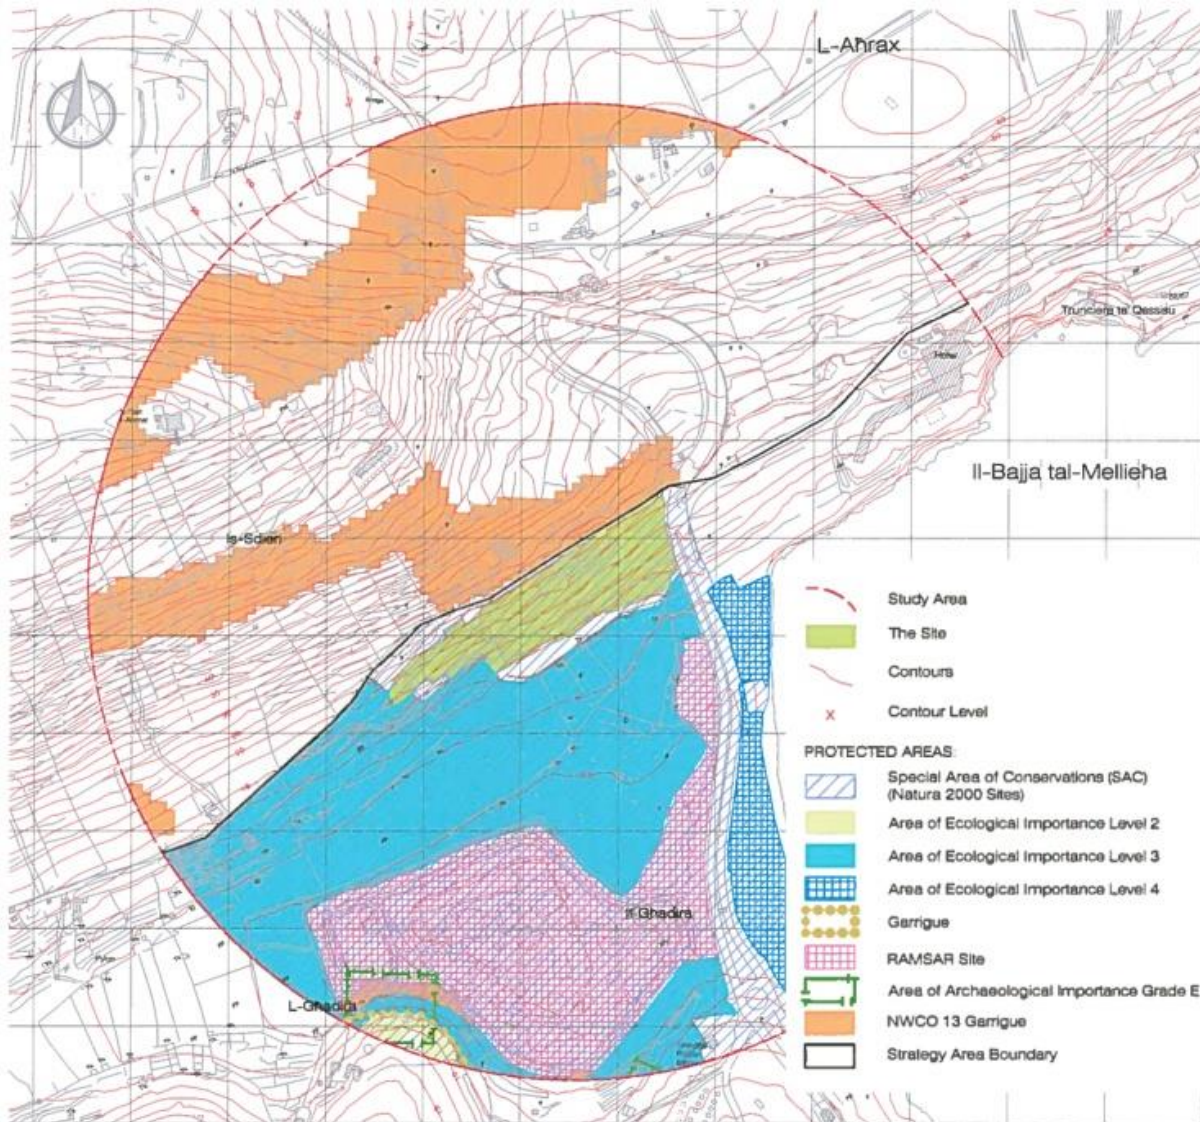 L-Aħrax
Trunciera ta' Qassisu
Hotel
Il-Bajja tal-Mellieha
Is-Sdieri
Study Area
The Site
Contours
x
Contour Level
PROTECTED AREAS:
Special Area of Conservations (SAC)
(Natura 2000 Sites)
Area of Ecological Importance Level 2
Area of Ecological Importance Level 3
Area of Ecological Importance Level 4
Garrigue
Il-Għadira
RAMSAR Site
Pylon
Area of Archaeological Importance Grade E
L-Għadira
NWCO 13 Garrigue
Strategy Area Boundary